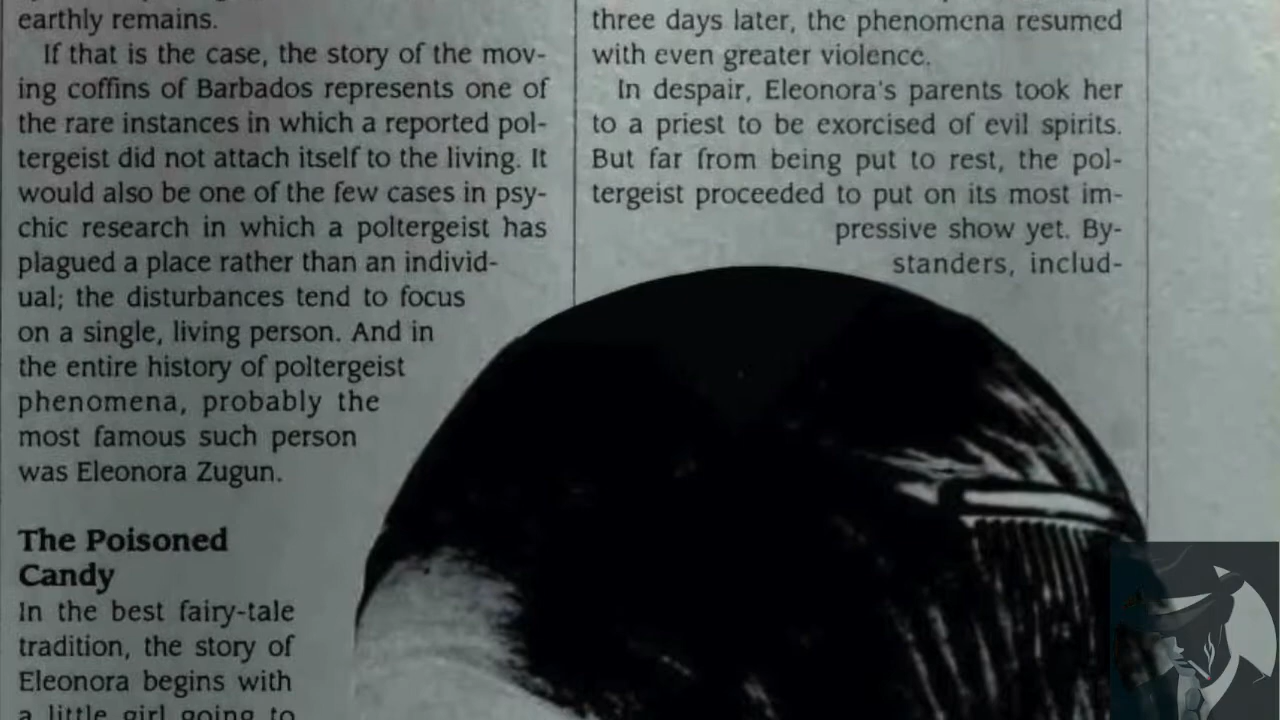 earthly remains.
If that is the case, the story of the mov-
ing coffins of Barbados represents one of
the rare instances in which a reported pol-
tergeist did not attach itself to the living. It
would also be one of the few cases in psy-
chic research in which a poltergeist has
plagued a place rather than an individ-
ual; the disturbances tend to focus
on a single, living person. And in
the entire history of poltergeist
phenomena, probably the
most famous such person
was Eleonora Zugun.
The Poisoned
Candy
In the best fairy-tale
tradition, the story of
Eleonora begins with
a little girl going to
three days later, the phenomena resumed
with even greater violence.
In despair, Eleonora's parents took her
to a priest to be exorcised of evil spirits.
But far from being put to rest, the pol-
tergeist proceeded to put on its most im-
pressive show yet. By-
standers, includ-